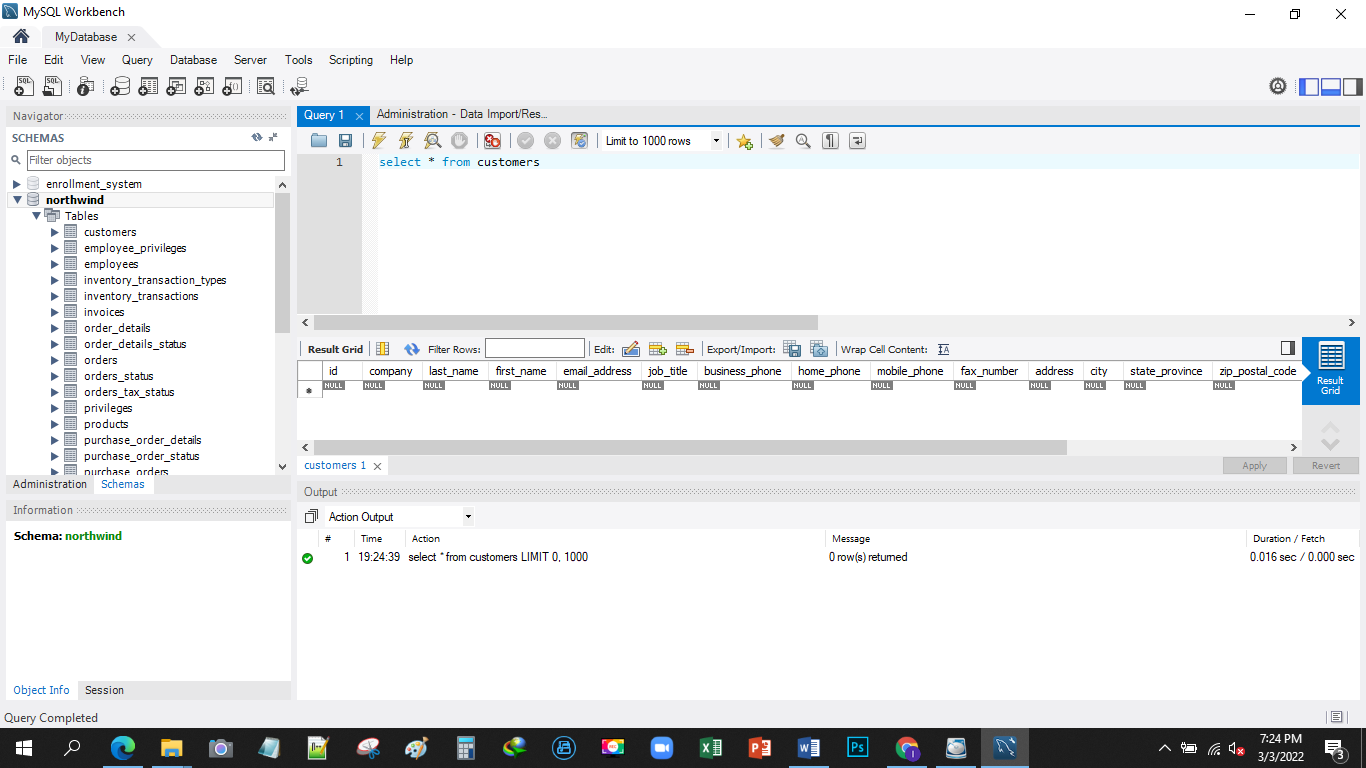 MySQL Workbench
MyDatabase
File Edit View Query Database Server Tools Scripting Help
Navigator
SCHEMAS
Filter objects
enrollment_system
northwind
Tables
customers
employee_privileges
employees
inventory_transaction_types
inventory_transactions
invoices
order_details
order_details_status
orders
orders_status
orders_tax_status
privileges
products
purchase_order_details
purchase_order_status
purchase_orders
Administration Schemas
Information
Schema: northwind
Object Info Session
Query 1 Administration - Data Import/Res...
Limit to 1000 rows
1 select * from customers
Result Grid Filter Rows: Edit: Export/Import: Wrap Cell Content:
id company last_name first_name email_address job_title business_phone home_phone mobile_phone fax_number address city state_province zip_postal_code
NULL NULL NULL NULL NULL NULL NULL NULL NULL NULL NULL NULL NULL NULL
Result
Grid
customers 1
Apply Revert
Output
Action Output
# Time Action Message Duration / Fetch
1 19:24:39 select * from customers LIMIT 0, 1000 0 row(s) returned 0.016 sec / 0.000 sec
Query Completed
7:24 PM
3/3/2022
3